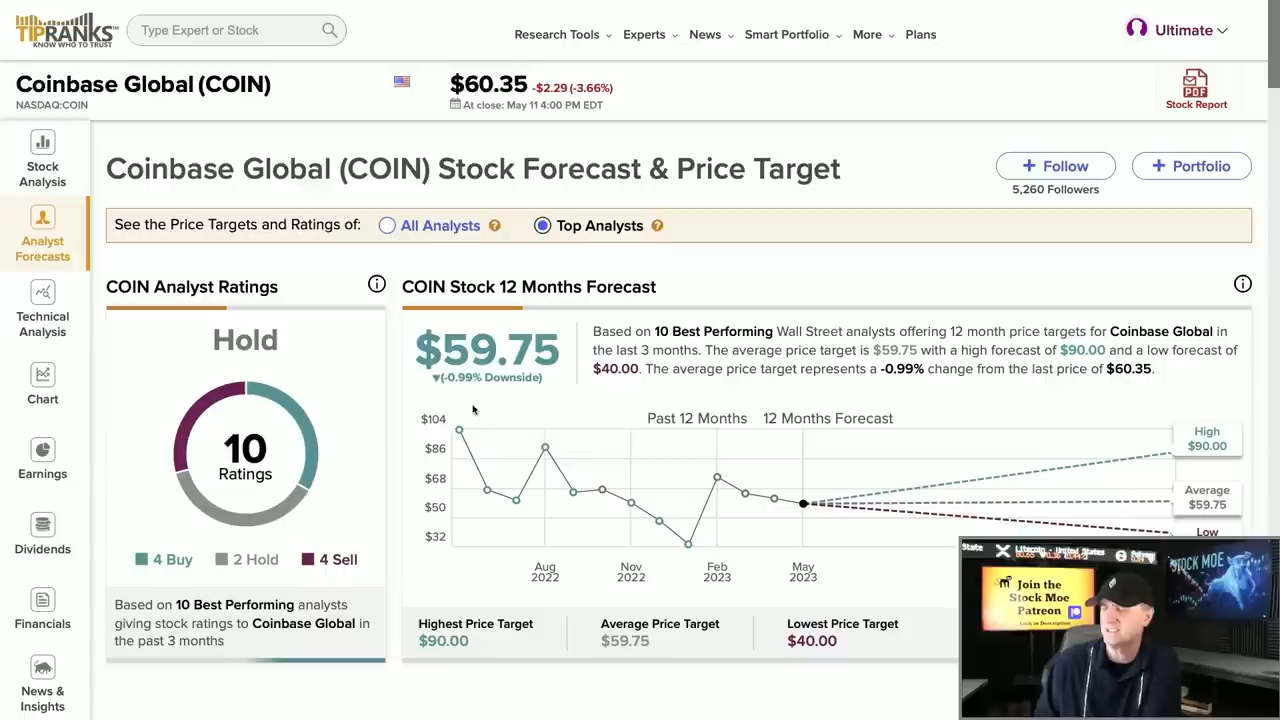 TIPRANKS™
KNOW WHO TO TRUST
Type Expert or Stock
Research Tools
Experts
News
Smart Portfolio
More
Plans
Ultimate
Coinbase Global (COIN)
NASDAQ:COIN
$60.35 -$2.29 (-3.66%)
At close: May 11 4:00 PM EDT
PDF
Stock Report
Stock
Analysis
Analyst
Forecasts
Technical
Analysis
Chart
Earnings
Dividends
Financials
News &
Insights
Coinbase Global (COIN) Stock Forecast & Price Target
+ Follow
5,260 Followers
+ Portfolio
See the Price Targets and Ratings of: All Analysts ? Top Analysts ?
COIN Analyst Ratings
Hold
10
Ratings
4 Buy 2 Hold 4 Sell
Based on 10 Best Performing analysts
giving stock ratings to Coinbase Global in
the past 3 months
COIN Stock 12 Months Forecast
$59.75
▼(-0.99% Downside)
Based on 10 Best Performing Wall Street analysts offering 12 month price targets for Coinbase Global in
the last 3 months. The average price target is $59.75 with a high forecast of $90.00 and a low forecast of
$40.00. The average price target represents a -0.99% change from the last price of $60.35.
Past 12 Months 12 Months Forecast
$104
$86
$68
$50
$32
Aug
2022
Nov
2022
Feb
2023
May
2023
High
$90.00
Average
$59.75
Low
Highest Price Target
$90.00
Average Price Target
$59.75
Lowest Price Target
$40.00
State
Litecoin - United States
STOCK MOE
Join the
Stock Moe
Patreon
Link in Description